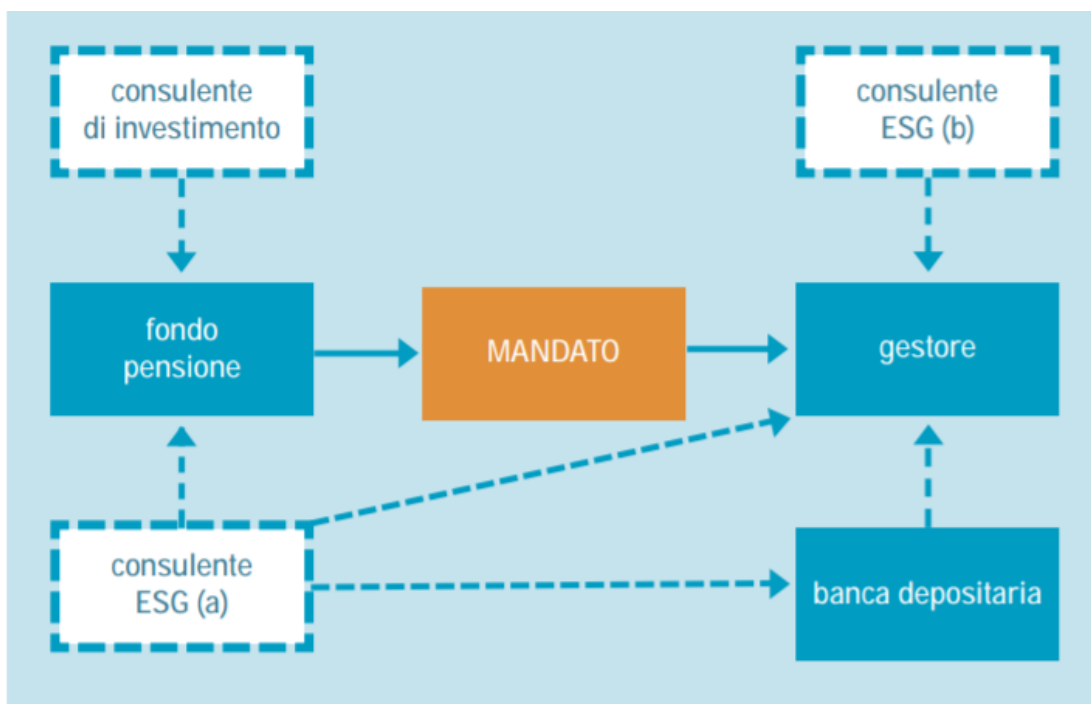 consulente
di investimento
consulente
ESG (b)
fondo
pensione
MANDATO
gestore
consulente
ESG (a)
banca depositaria